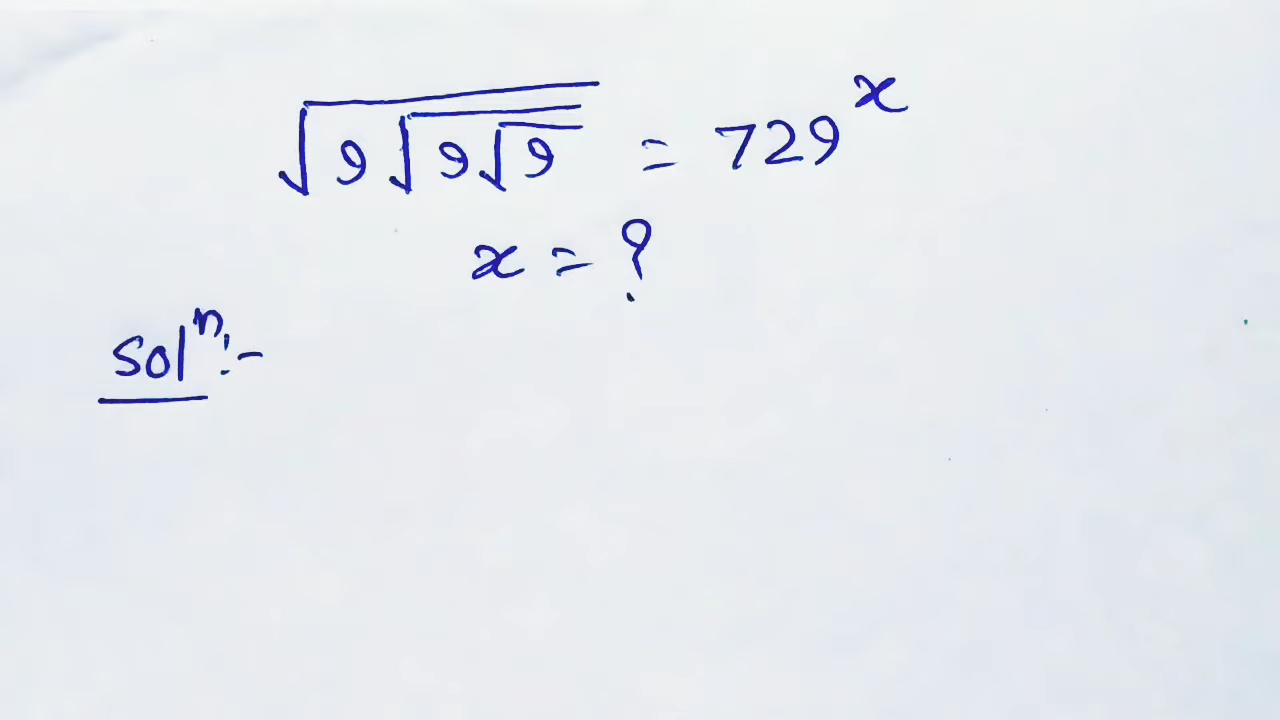 √9√9√9 = 729^x
x = ?
Solⁿ:-